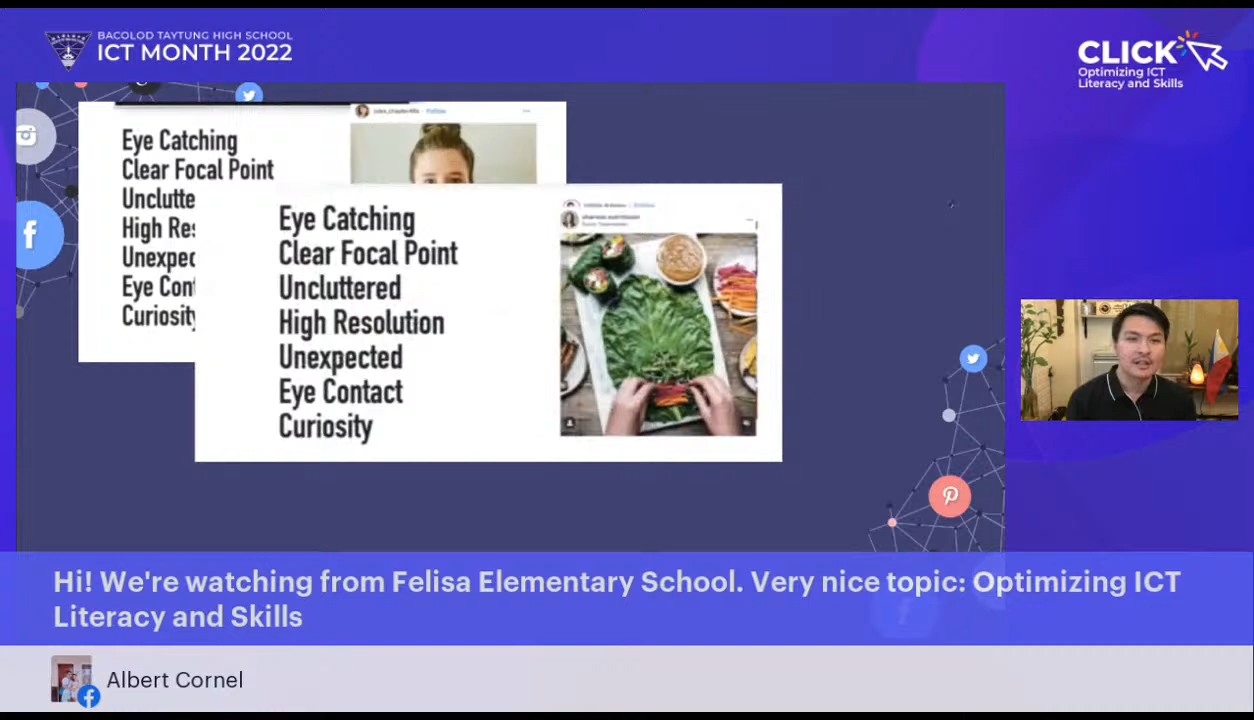 BACOLOD TAYTUNG HIGH SCHOOL
ICT MONTH 2022
CLICK
Optimizing ICT
Literacy and Skills
Eye Catching
Clear Focal Point
Unclutte
High Res
Unexpec
Eye Con
Curiosity
Follow
Eye Catching
Clear Focal Point
Uncluttered
High Resolution
Unexpected
Eye Contact
Curiosity
Hi! We're watching from Felisa Elementary School. Very nice topic: Optimizing ICT
Literacy and Skills
Albert Cornel